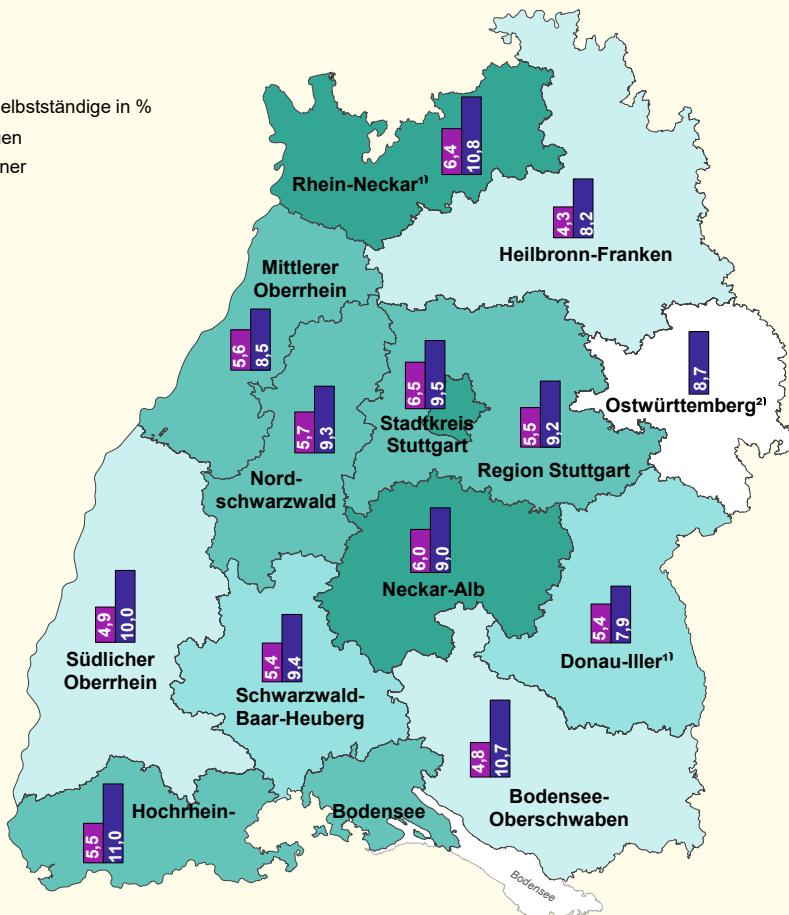 elbstständige in %
en
ner
6,4
10,8
Rhein-Neckar¹⁾
4,3
8,2
Heilbronn-Franken
Mittlerer
Oberrhein
5,6
8,5
6,5
9,5
Stadtkreis
Stuttgart
8,7
Ostwürttemberg²⁾
5,7
9,3
Nord-
schwarzwald
5,5
9,2
Region Stuttgart
6,0
9,0
Neckar-Alb
4,9
10,0
Südlicher
Oberrhein
5,4
9,4
Schwarzwald-
Baar-Heuberg
5,4
7,9
Donau-Iller¹⁾
4,8
10,7
Bodensee-
Oberschwaben
5,5
11,0
Hochrhein-
Bodensee
Bodensee